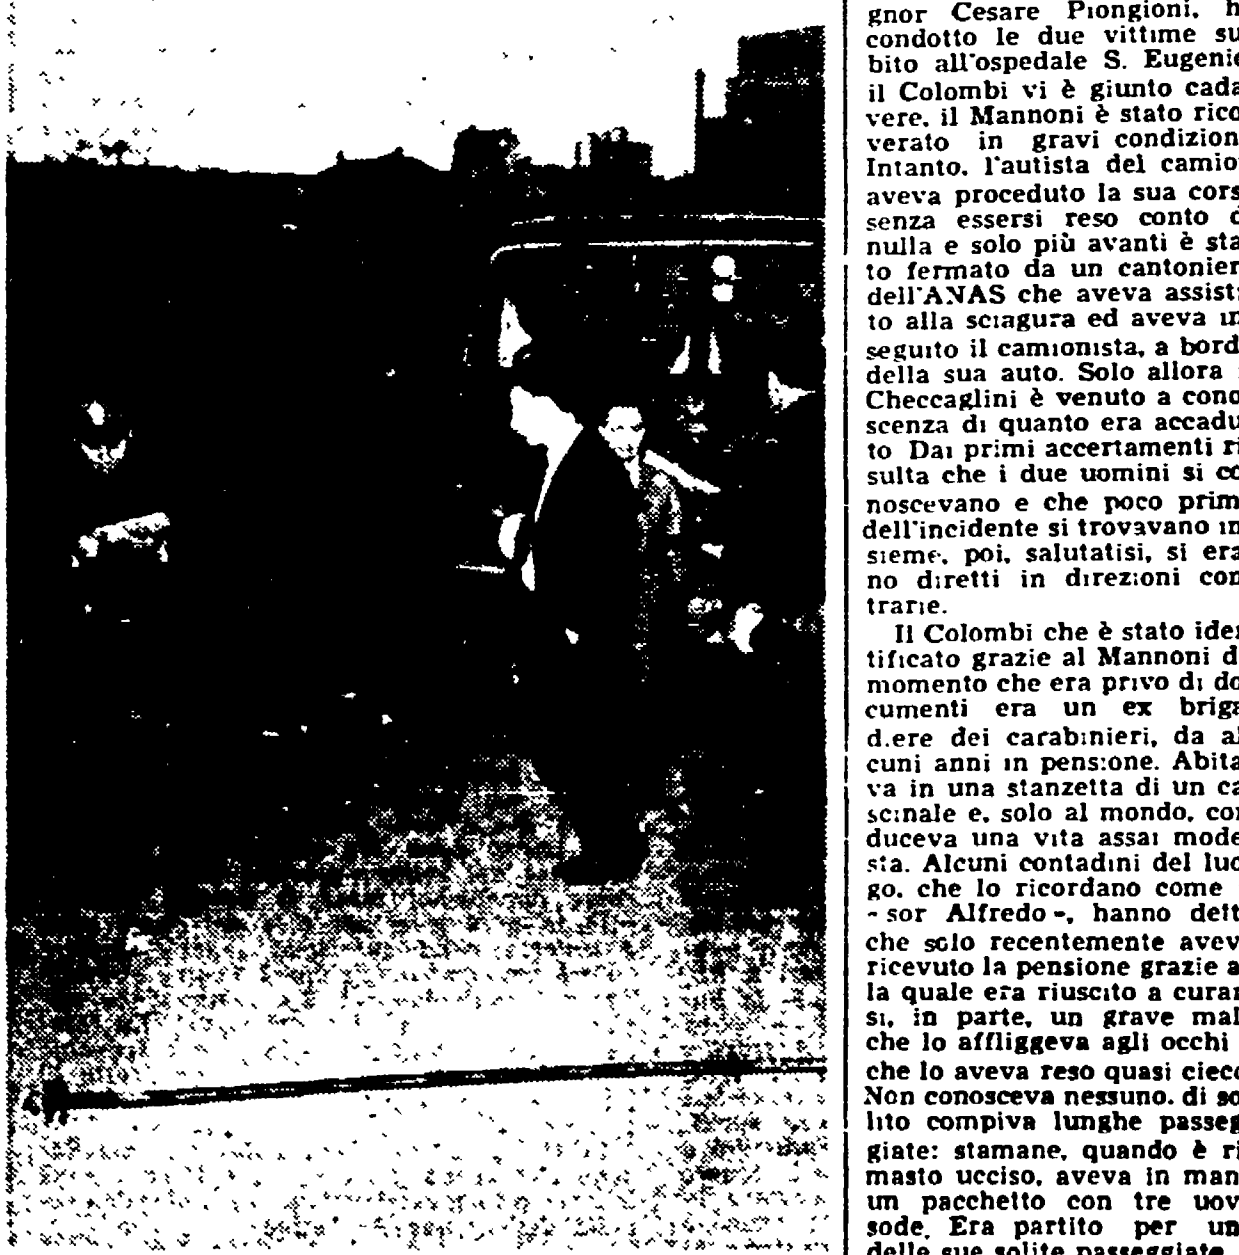 gnor Cesare Piongioni, h
condotto le due vittime su
bito all'ospedale S. Eugenio
il Colombi vi è giunto cada
vere, il Mannoni è stato rico
verato in gravi condizion
Intanto, l'autista del camio
aveva proceduto la sua cors
senza essersi reso conto d
nulla e solo più avanti è sta
to fermato da un cantonier
dell'ANAS che aveva assisti
to alla sciagura ed aveva in
seguito il camionista, a bord
della sua auto. Solo allora
Checcaglini è venuto a cono
scenza di quanto era accadu
to Dai primi accertamenti ri
sulta che i due uomini si co
noscevano e che poco prim
dell'incidente si trovavano in
sieme, poi, salutatisi, si era
no diretti in direzioni con
trarie.
Il Colombi che è stato iden
tificato grazie al Mannoni d
momento che era privo di do
cumenti era un ex briga
diere dei carabinieri, da al
cuni anni in pensione. Abita
va in una stanzetta di un ca
scinale e, solo al mondo, con
duceva una vita assai mode
sta. Alcuni contadini del luo
go, che lo ricordano come
« sor Alfredo », hanno dett
che solo recentemente avev
ricevuto la pensione grazie al
la quale era riuscito a curar
si, in parte, un grave mal
che lo affliggeva agli occhi
che lo aveva reso quasi cieco
Non conosceva nessuno, di so
lito compiva lunghe passeg
giate: stamane, quando è ri
masto ucciso, aveva in man
un pacchetto con tre uov
sode. Era partito per un
delle sue solite passeggiate